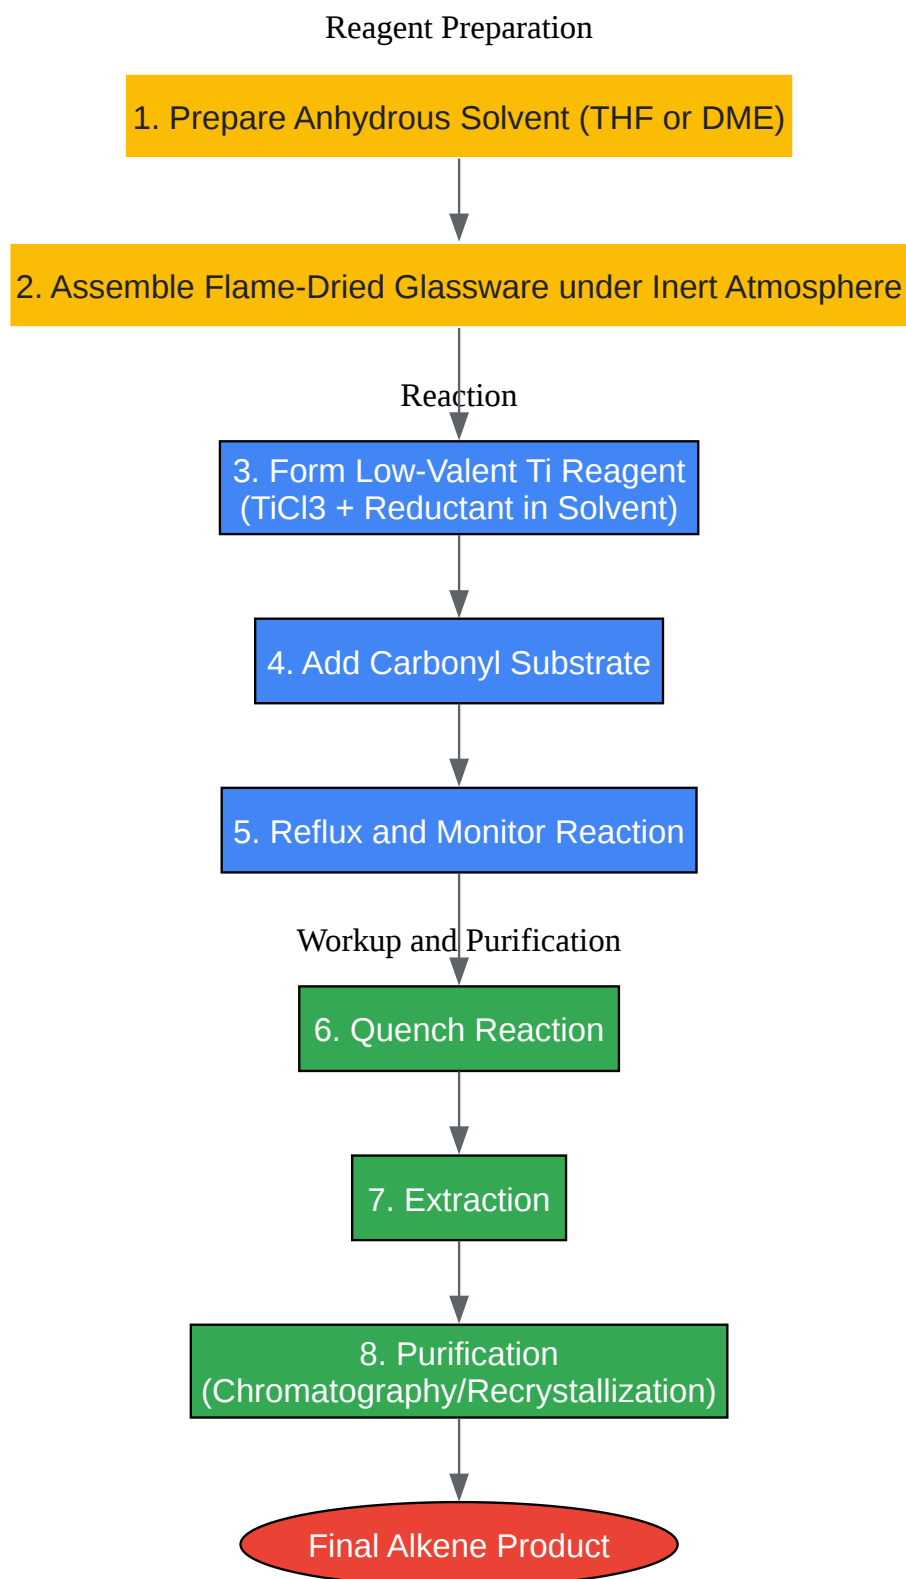 Reagent Preparation
1. Prepare Anhydrous Solvent (THF or DME)
2. Assemble Flame-Dried Glassware under Inert Atmosphere
Reaction
3. Form Low-Valent Ti Reagent
(TiCl3 + Reductant in Solvent)
4. Add Carbonyl Substrate
5. Reflux and Monitor Reaction
Workup and Purification
6. Quench Reaction
7. Extraction
8. Purification
(Chromatography/Recrystallization)
Final Alkene Product